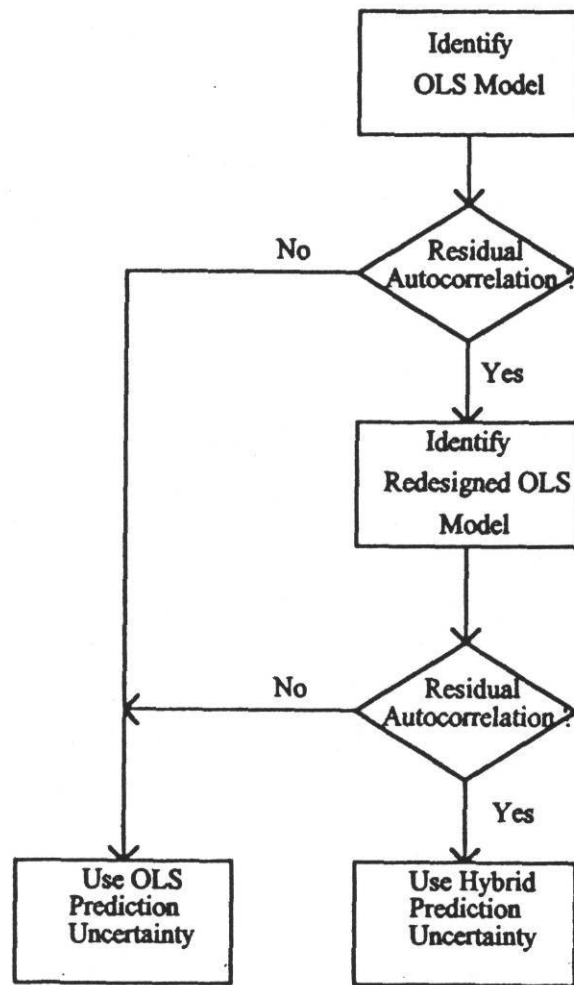 Identify
OLS Model
No
Residual
Autocorrelation ?
Yes
Identify
Redesigned OLS
Model
No
Residual
Autocorrelation ?
Yes
Use OLS
Prediction
Uncertainty
Use Hybrid
Prediction
Uncertainty